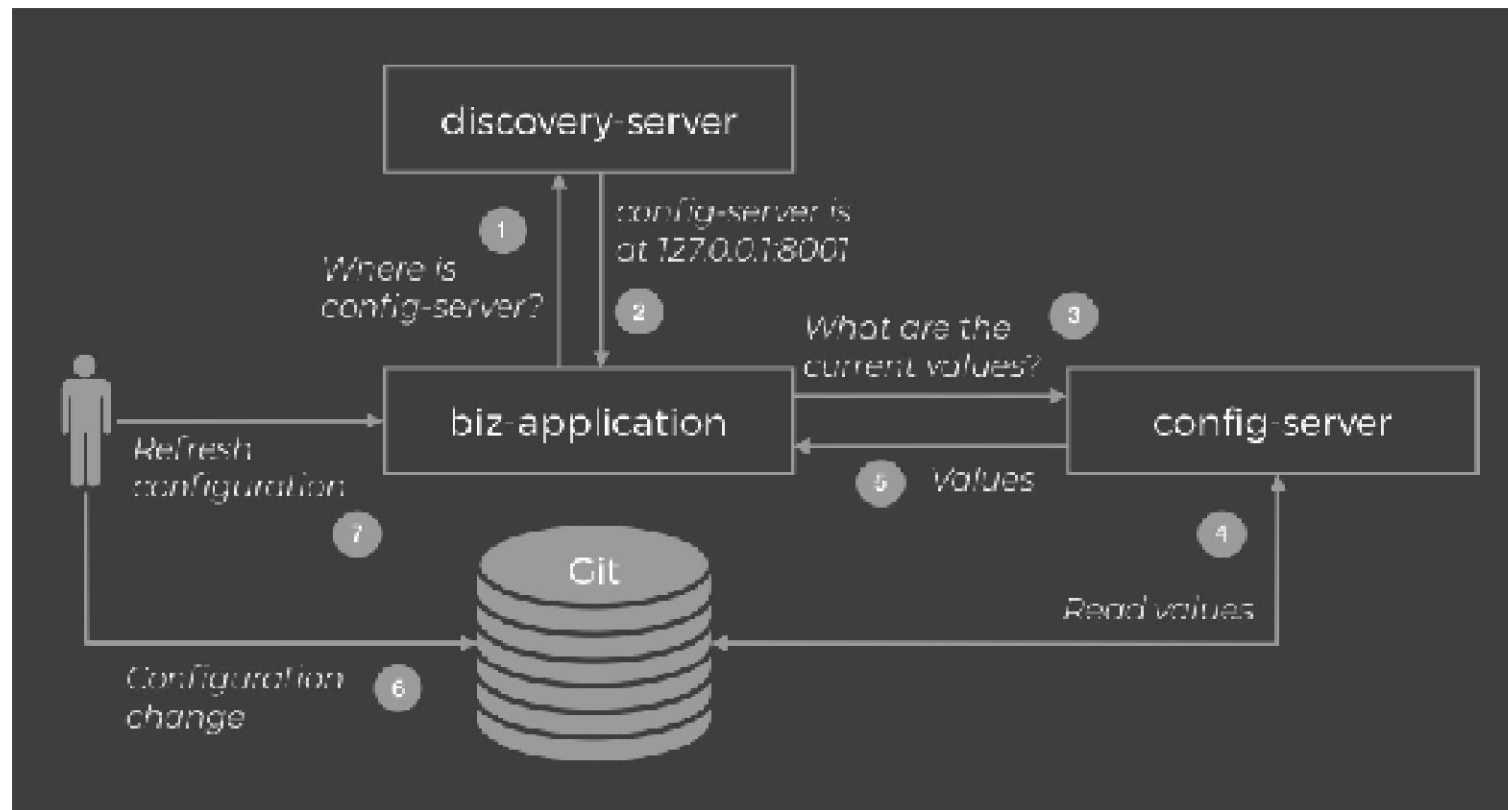 discovery-server
1
config-server is
at 127.0.0.1:8001
Where is
config-server?
2
What are the
current values?
3
biz-application
config-server
Refresh
configuration
5
Values
7
4
Git
Read values
Configuration
change
6